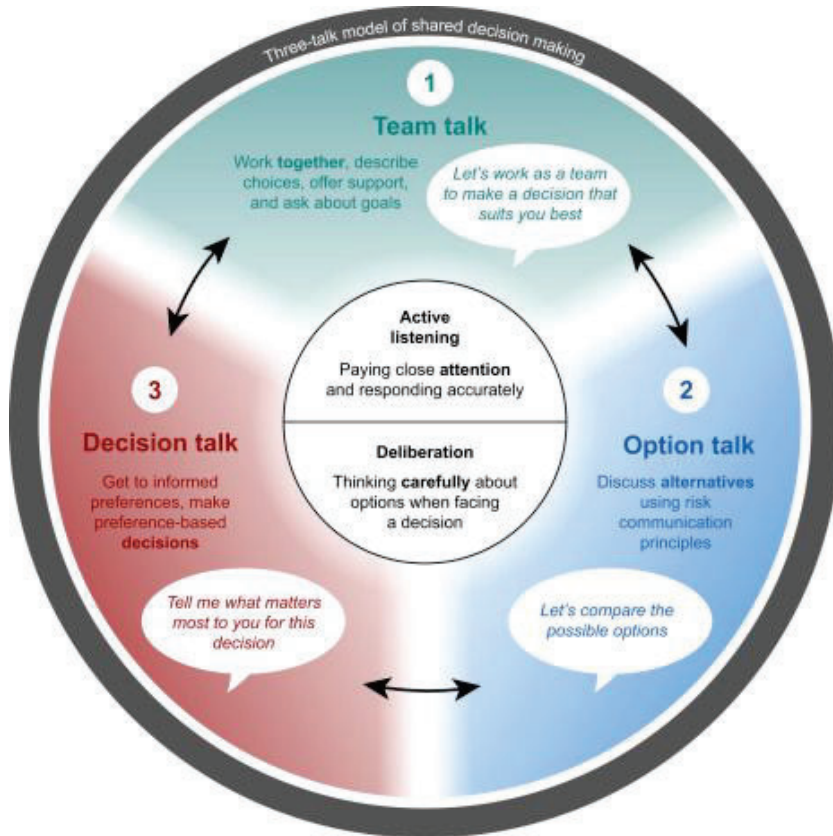 Three-talk model of shared decision making
1
Team talk
Work together, describe
choices, offer support,
and ask about goals
Let's work as a team
to make a decision that
suits you best
Active
listening
Paying close attention
and responding accurately
Deliberation
Thinking carefully about
options when facing
a decision
2
Option talk
Discuss alternatives
using risk
communication
principles
Let's compare the
possible options
3
Decision talk
Get to informed
preferences, make
preference-based
decisions
Tell me what matters
most to you for this
decision